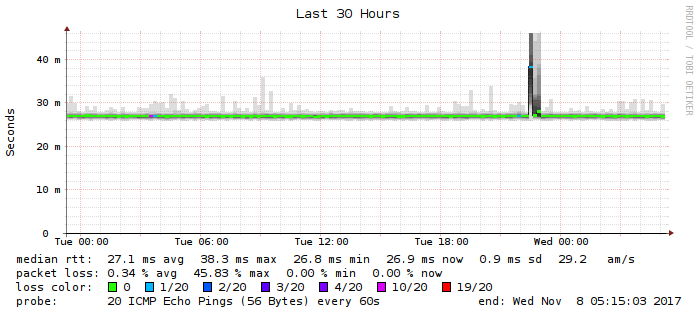 Last 30 Hours
RRDTOOL / TOBI OETIKER
Seconds
40 m
30 m
20 m
10 m
0
Tue 00:00 Tue 06:00 Tue 12:00 Tue 18:00 Wed 00:00
median rtt: 27.1 ms avg 38.3 ms max 26.8 ms min 26.9 ms now 0.9 ms sd 29.2 am/s
packet loss: 0.34 % avg 45.83 % max 0.00 % min 0.00 % now
loss color: 0 1/20 2/20 3/20 4/20 10/20 19/20
probe: 20 ICMP Echo Pings (56 Bytes) every 60s end: Wed Nov 8 05:15:03 2017